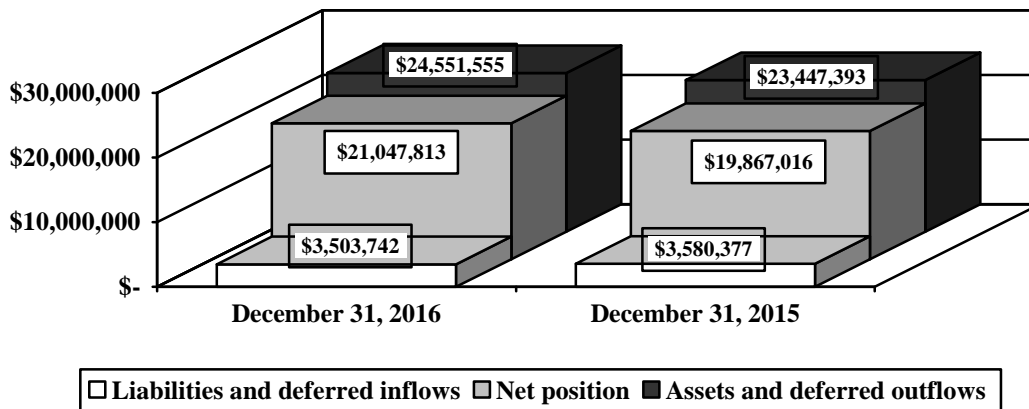 $24,551,555
$23,447,393
$30,000,000
$21,047,813
$19,867,016
$20,000,000
$10,000,000
$3,503,742
$3,580,377
$-
December 31, 2016
December 31, 2015
Liabilities and deferred inflows
Net position
Assets and deferred outflows